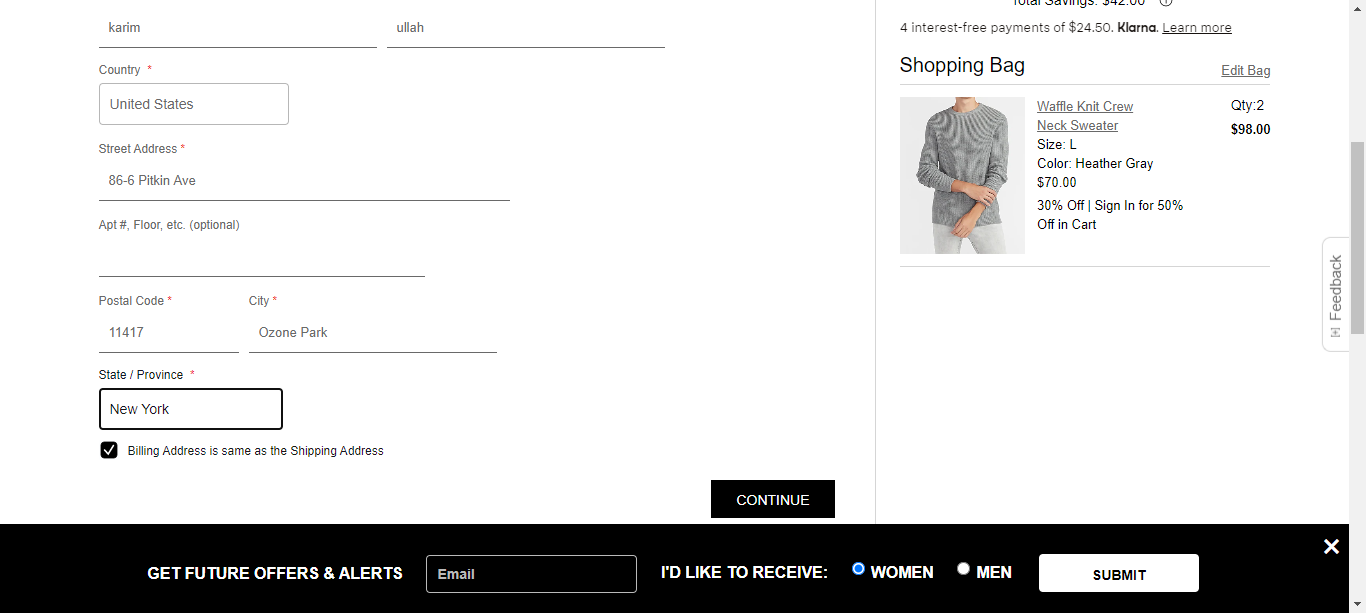 Total Savings: $42.00
karim ullah
4 interest-free payments of $24.50. Klarna. Learn more
Country *
United States
Street Address *
86-6 Pitkin Ave
Apt #, Floor, etc. (optional)
Postal Code * City *
11417 Ozone Park
State / Province *
New York
Billing Address is same as the Shipping Address
CONTINUE
Shopping Bag
Edit Bag
Waffle Knit Crew
Neck Sweater
Size: L
Color: Heather Gray
$70.00
30% Off | Sign In for 50%
Off in Cart
Qty:2
$98.00
Feedback
GET FUTURE OFFERS & ALERTS
Email
I'D LIKE TO RECEIVE:
WOMEN
MEN
SUBMIT